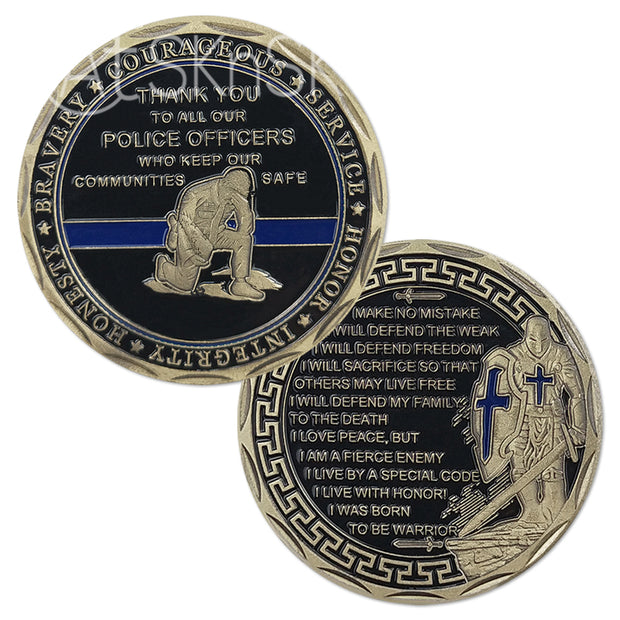 BRAVERY ★ COURAGEOUS ★ SERVICE ★ HONOR ★ INTEGRITY ★ HONESTY ★
THANK YOU
TO ALL OUR
POLICE OFFICERS
WHO KEEP OUR
COMMUNITIES SAFE
MAKE NO MISTAKE
I WILL DEFEND THE WEAK
I WILL DEFEND FREEDOM
I WILL SACRIFICE SO THAT
OTHERS MAY LIVE FREE
I WILL DEFEND MY FAMILY
TO THE DEATH
I LOVE PEACE, BUT
I AM A FIERCE ENEMY
I LIVE BY A SPECIAL CODE
I LIVE WITH HONOR!
I WAS BORN
TO BE WARRIOR